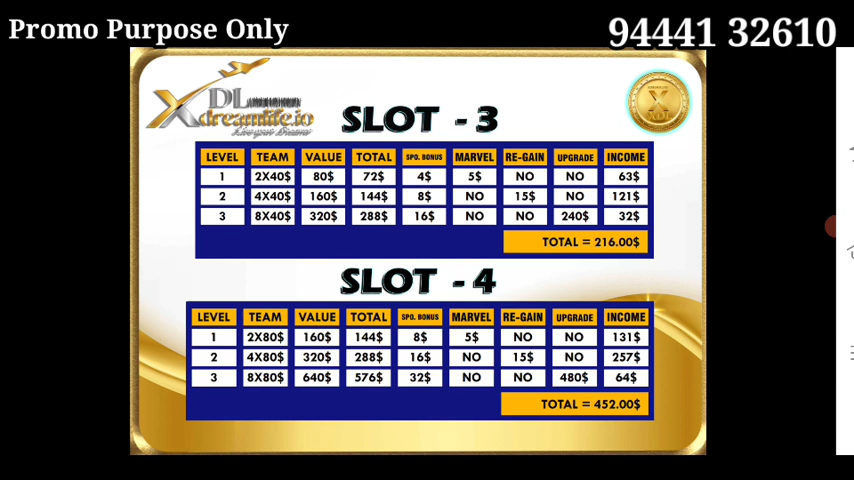 Promo Purpose Only
94441 32610
XDL
dreamlife.io
Live your Dreams
X
XDL
SLOT - 3
LEVEL TEAM VALUE TOTAL SPO. BONUS MARVEL RE-GAIN UPGRADE INCOME
1 2X40$ 80$ 72$ 4$ 5$ NO NO 63$
2 4X40$ 160$ 144$ 8$ NO 15$ NO 121$
3 8X40$ 320$ 288$ 16$ NO NO 240$ 32$
TOTAL = 216.00$
SLOT - 4
LEVEL TEAM VALUE TOTAL SPO. BONUS MARVEL RE-GAIN UPGRADE INCOME
1 2X80$ 160$ 144$ 8$ 5$ NO NO 131$
2 4X80$ 320$ 288$ 16$ NO 15$ NO 257$
3 8X80$ 640$ 576$ 32$ NO NO 480$ 64$
TOTAL = 452.00$